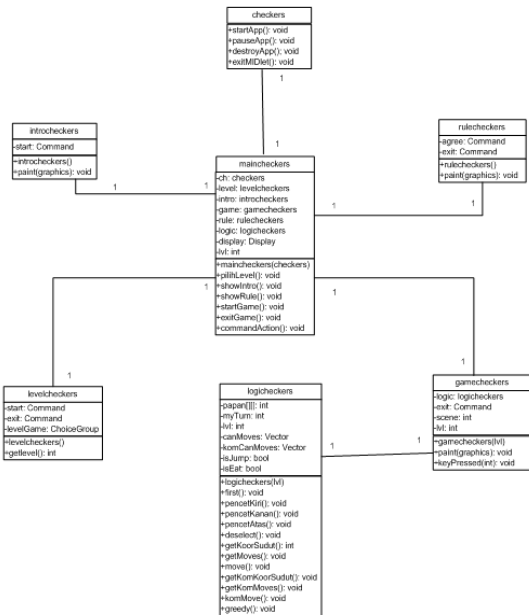 checkers
+startApp(): void
+pauseApp(): void
+destroyApp(): void
+exitMIDlet(): void
1
1
introcheckers
-start: Command
+introcheckers()
+paint(graphics): void
1
1
rulecheckers
-agree: Command
-exit: Command
+rulecheckers()
+paint(graphics): void
1
1
maincheckers
-ch: checkers
-level: levelcheckers
-intro: introcheckers
-game: gamecheckers
-rule: rulecheckers
-logic: logicheckers
-display: Display
-lvl: int
+maincheckers(checkers)
+pilihLevel(): void
+showIntro(): void
+showRule(): void
+startGame(): void
+exitGame(): void
+commandAction(): void
1
1
1
1
levelcheckers
-start: Command
-exit: Command
-levelGame: ChoiceGroup
+levelcheckers()
+getlevel(): int
logicheckers
-papan[][]: int
-myTurn: int
-lvl: int
-canMoves: Vector
-komCanMoves: Vector
-isJump: bool
-isEat: bool
+logicheckers(lvl)
+first(): void
+pencetKiri(): void
+pencetKanan(): void
+pencetAtas(): void
+deselect(): void
+getKoorSudut(): int
+getMoves(): void
+move(): void
+getKomKoorSudut(): void
+getKomMoves(): void
+komMove(): void
+greedy(): void
1
1
gamecheckers
-logic: logicheckers
-exit: Command
-scene: int
-lvl: int
+gamecheckers(lvl)
+paint(graphics): void
+keyPressed(int): void